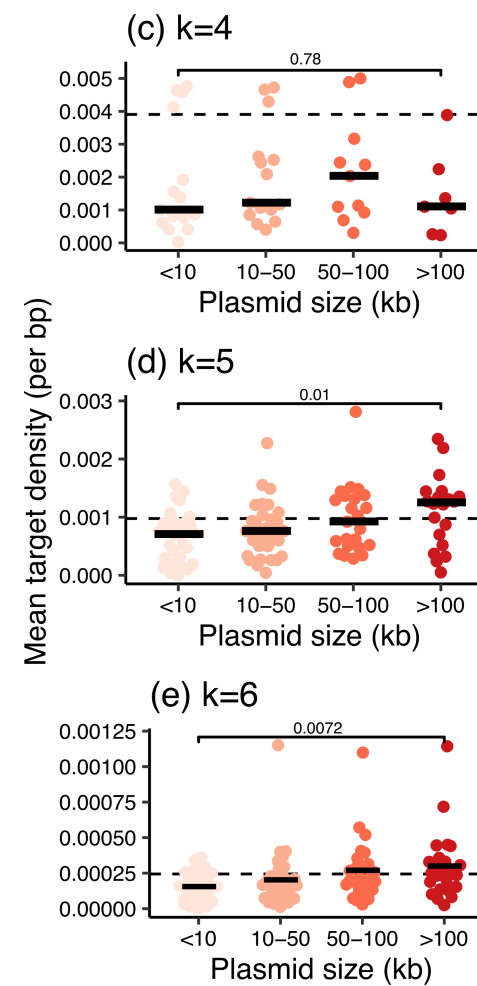 (c) k=4
0.78
0.005
0.004
0.003
0.002
0.001
0.000
<10 10−50 50−100 >100
Plasmid size (kb)
Mean target density (per bp)
(d) k=5
0.01
0.003
0.002
0.001
0.000
<10 10−50 50−100 >100
Plasmid size (kb)
(e) k=6
0.0072
0.00125
0.00100
0.00075
0.00050
0.00025
0.00000
<10 10−50 50−100 >100
Plasmid size (kb)